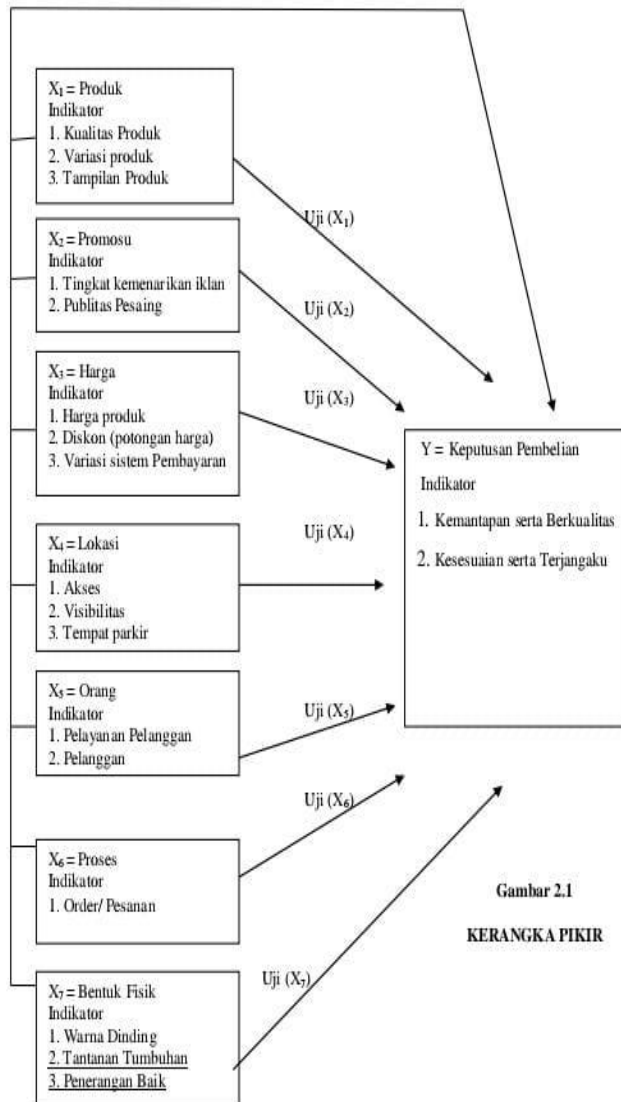 X₁ = Produk
Indikator
1. Kualitas Produk
2. Variasi produk
3. Tampilan Produk
Uji (X₁)
X₂ = Promosu
Indikator
1. Tingkat kemenarikan iklan
2. Publitas Pesaing
Uji (X₂)
X₃ = Harga
Indikator
1. Harga produk
2. Diskon (potongan harga)
3. Variasi sistem Pembayaran
Uji (X₃)
Y = Keputusan Pembelian
Indikator
1. Kemantapan serta Berkualitas
2. Kesesuaian serta Terjangaku
X₄ = Lokasi
Indikator
1. Akses
2. Visibilitas
3. Tempat parkir
Uji (X₄)
X₅ = Orang
Indikator
1. Pelayanan Pelanggan
2. Pelanggan
Uji (X₅)
X₆ = Proses
Indikator
1. Order/ Pesanan
Uji (X₆)
Gambar 2.1
KERANGKA PIKIR
X₇ = Bentuk Fisik
Indikator
1. Warna Dinding
2. Tantanan Tumbuhan
3. Penerangan Baik
Uji (X₇)